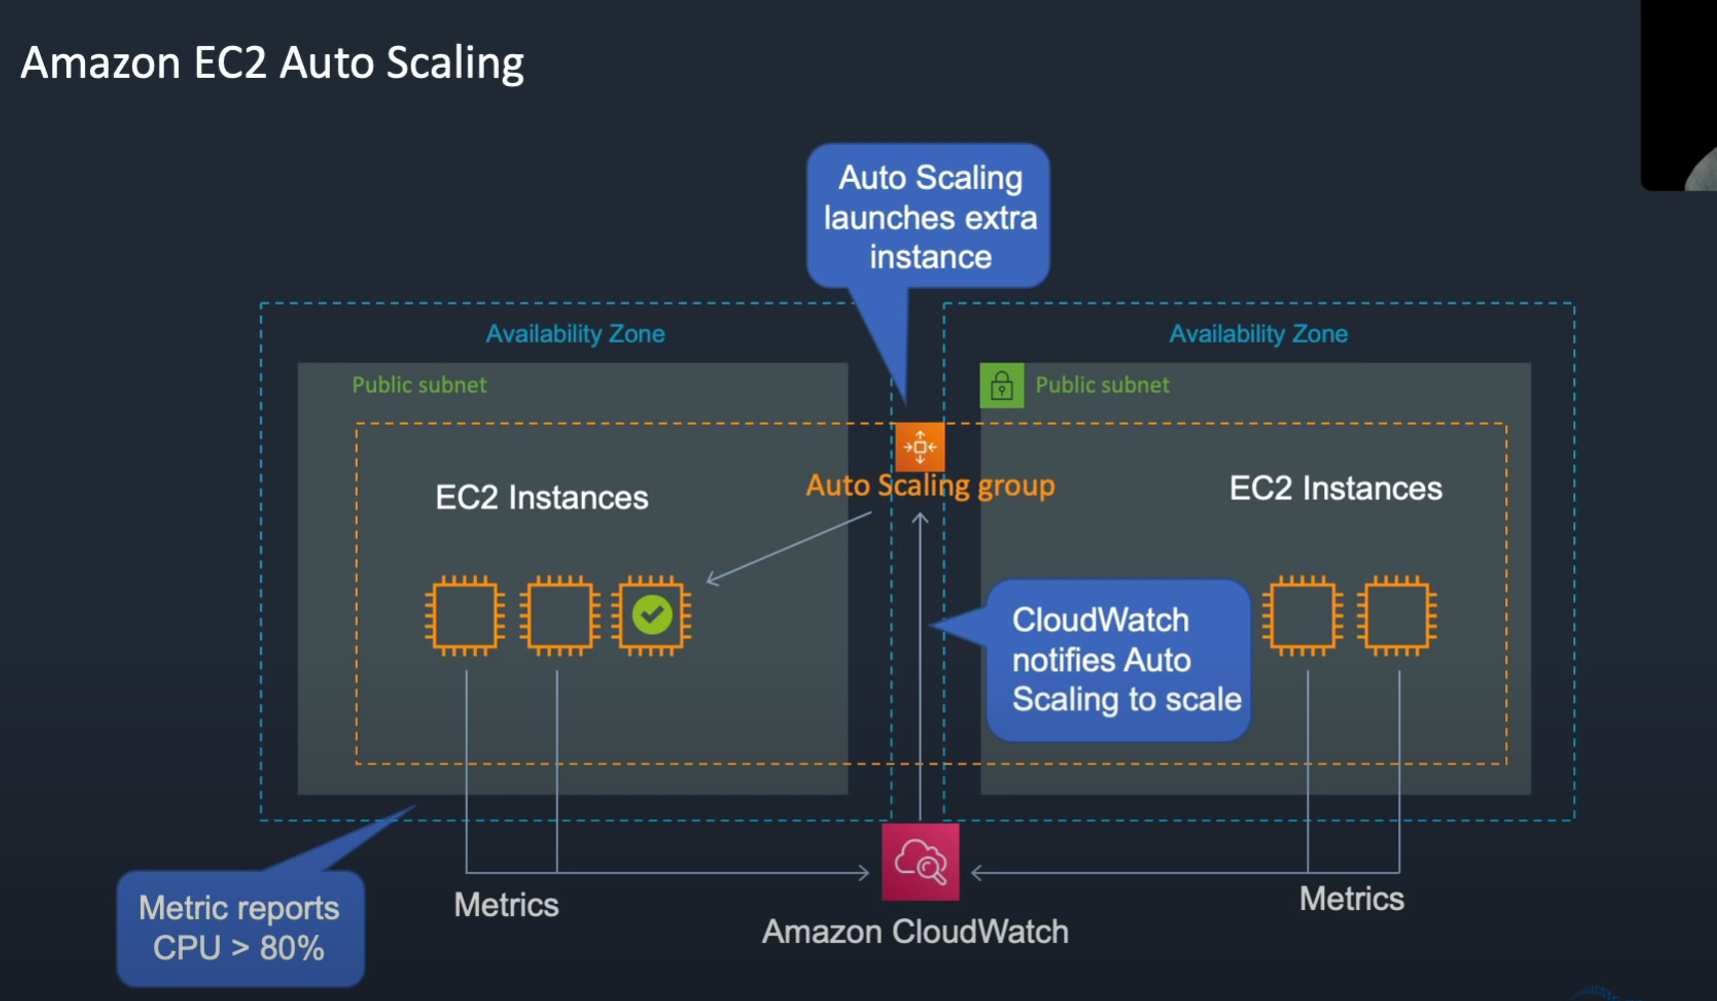 Amazon EC2 Auto Scaling
Auto Scaling
launches extra
instance
Availability Zone
Availability Zone
Public subnet
Public subnet
Auto Scaling group
EC2 Instances
EC2 Instances
CloudWatch
notifies Auto
Scaling to scale
Metric reports
CPU > 80%
Metrics
Metrics
Amazon CloudWatch